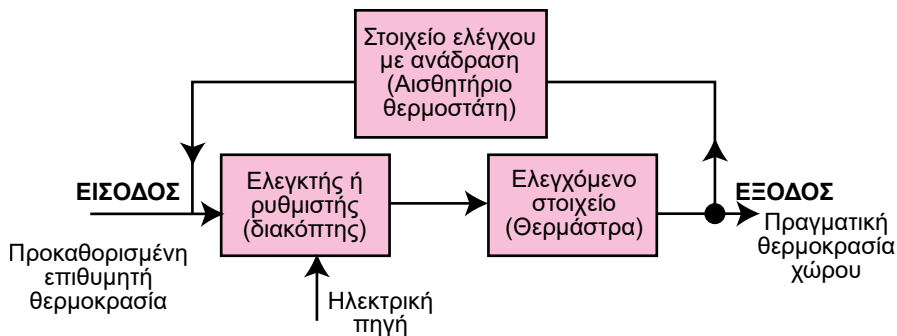 Στοιχείο ελέγχου
με ανάδραση
(Αισθητήριο
θερμοστάτη)
ΕΙΣΟΔΟΣ
Προκαθορισμένη
επιθυμητή
θερμοκρασία
Ελεγκτής ή
ρυθμιστής
(διακόπτης)
Ηλεκτρική
πηγή
Ελεγχόμενο
στοιχείο
(Θερμάστρα)
ΕΞΟΔΟΣ
Πραγματική
θερμοκρασία
χώρου